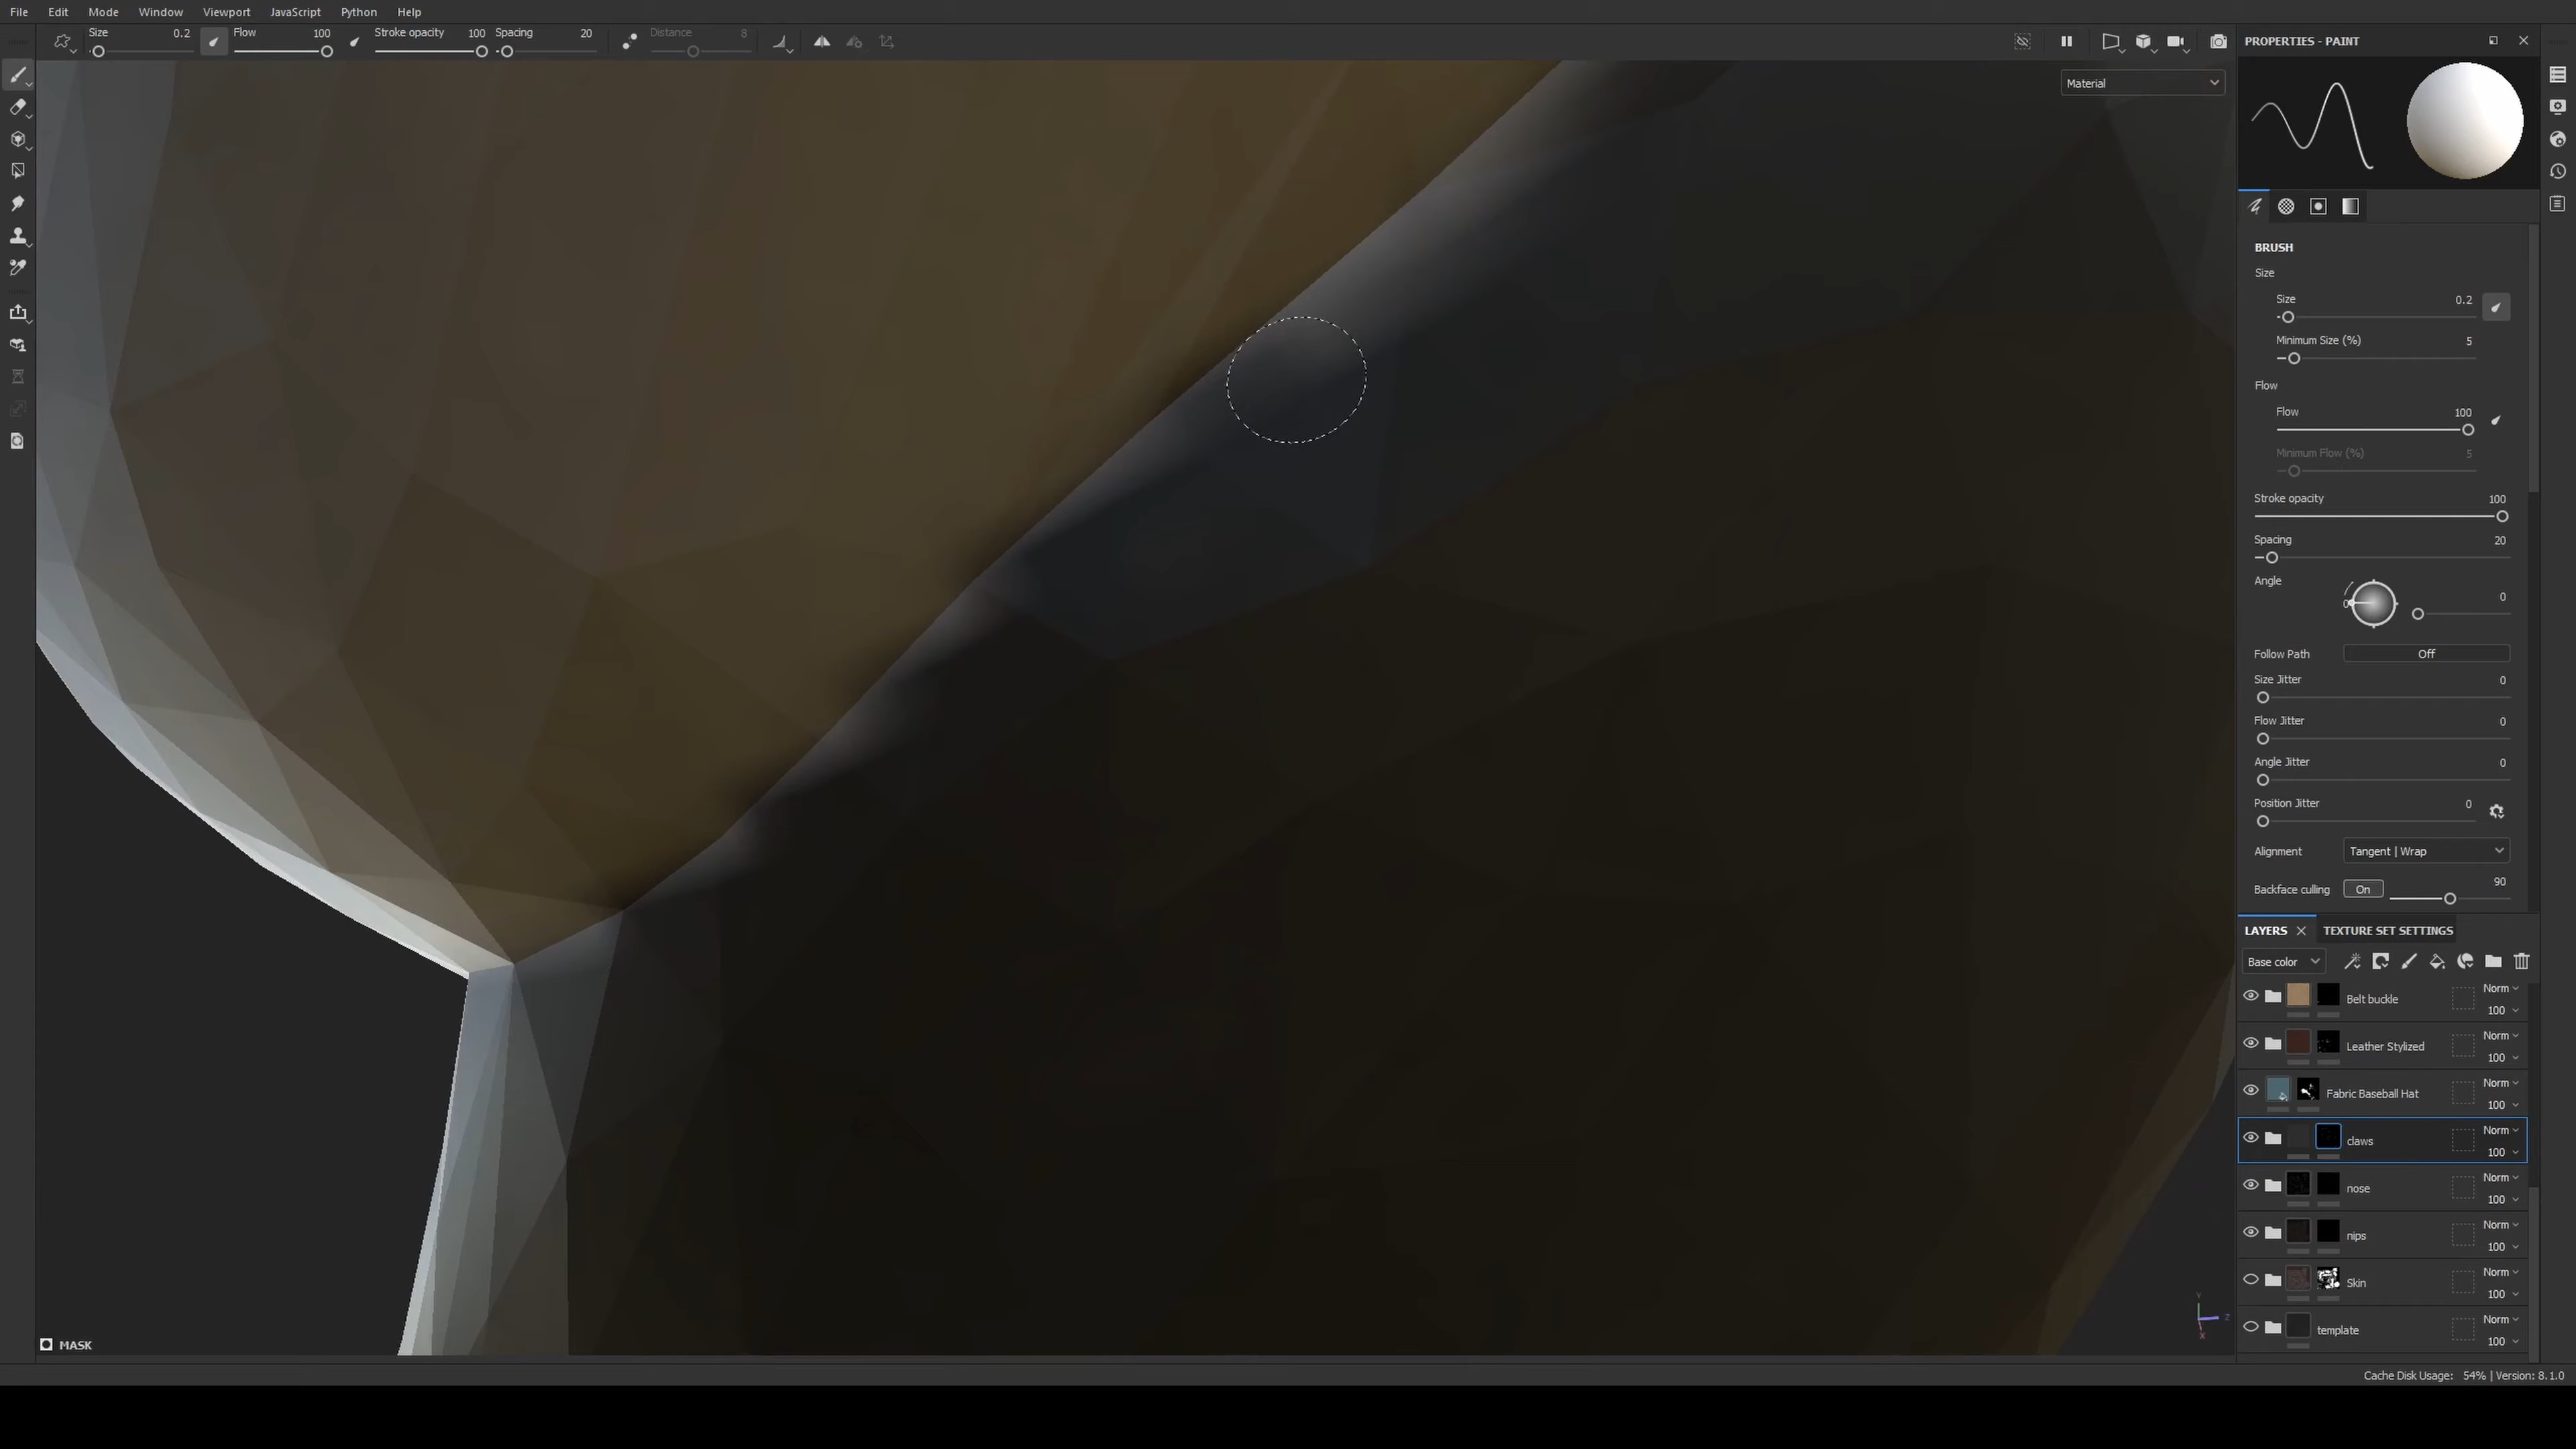 File Edit Mode Window Viewport JavaScript Python Help
Size 0.2 Flow 100 Stroke opacity 100 Spacing 20 Distance 8
PROPERTIES - PAINT
Material
BRUSH
Size
Size 0.2
Minimum Size (%) 5
Flow
Flow 100
Minimum Flow (%) 5
Stroke opacity 100
Spacing 20
Angle
0 0
Follow Path Off
Size Jitter 0
Flow Jitter 0
Angle Jitter 0
Position Jitter 0
Alignment Tangent | Wrap
Backface culling On 90
LAYERS TEXTURE SET SETTINGS
Base color
Belt buckle Norm 100
Leather Stylized Norm 100
Fabric Baseball Hat Norm 100
claws Norm 100
nose Norm 100
nips Norm 100
Skin Norm 100
template Norm 100
Y
Z
X
MASK
Cache Disk Usage: 54% | Version: 8.1.0